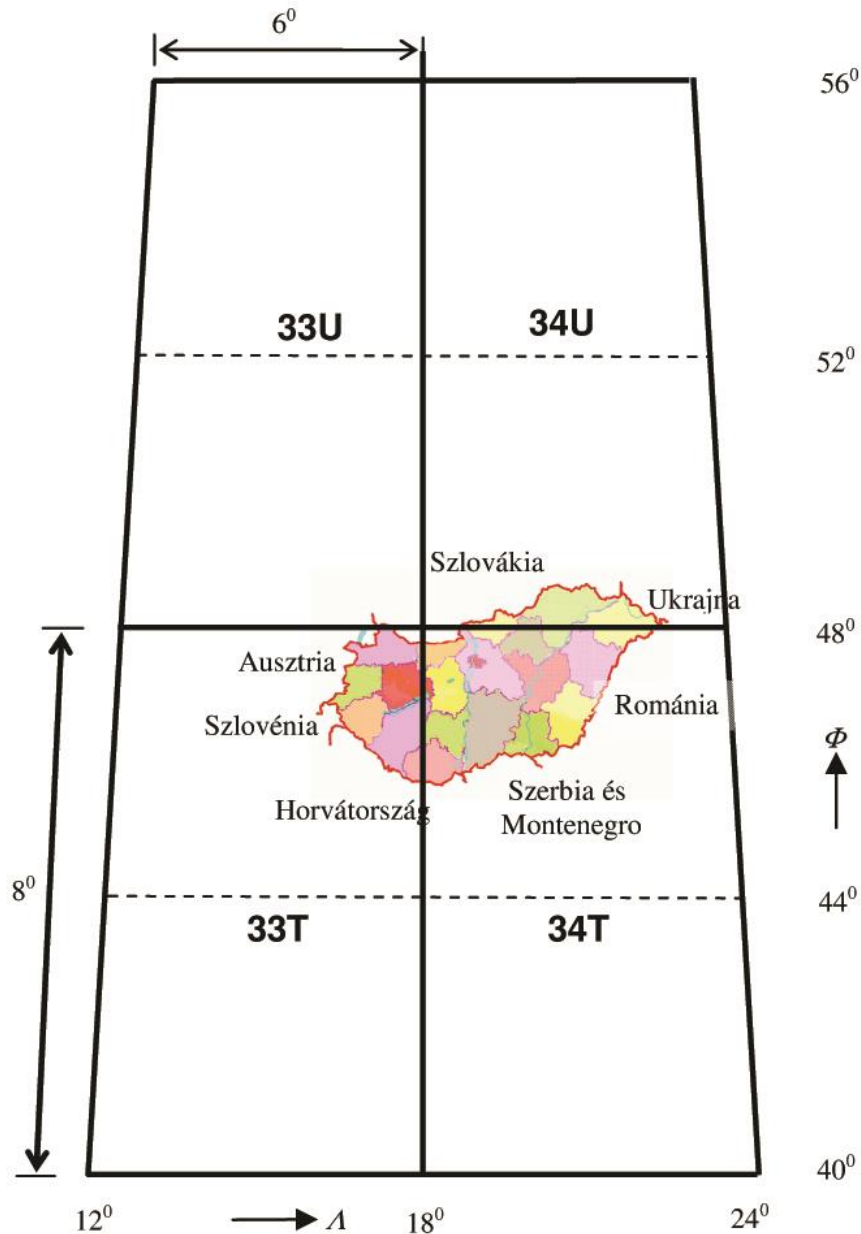 6⁰
56⁰
33U
34U
52⁰
Szlovákia
Ukrajna
48⁰
Ausztria
Románia
Szlovénia
Φ
Szerbia és
Montenegro
Horvátország
8⁰
44⁰
33T
34T
40⁰
12⁰
Λ
18⁰
24⁰